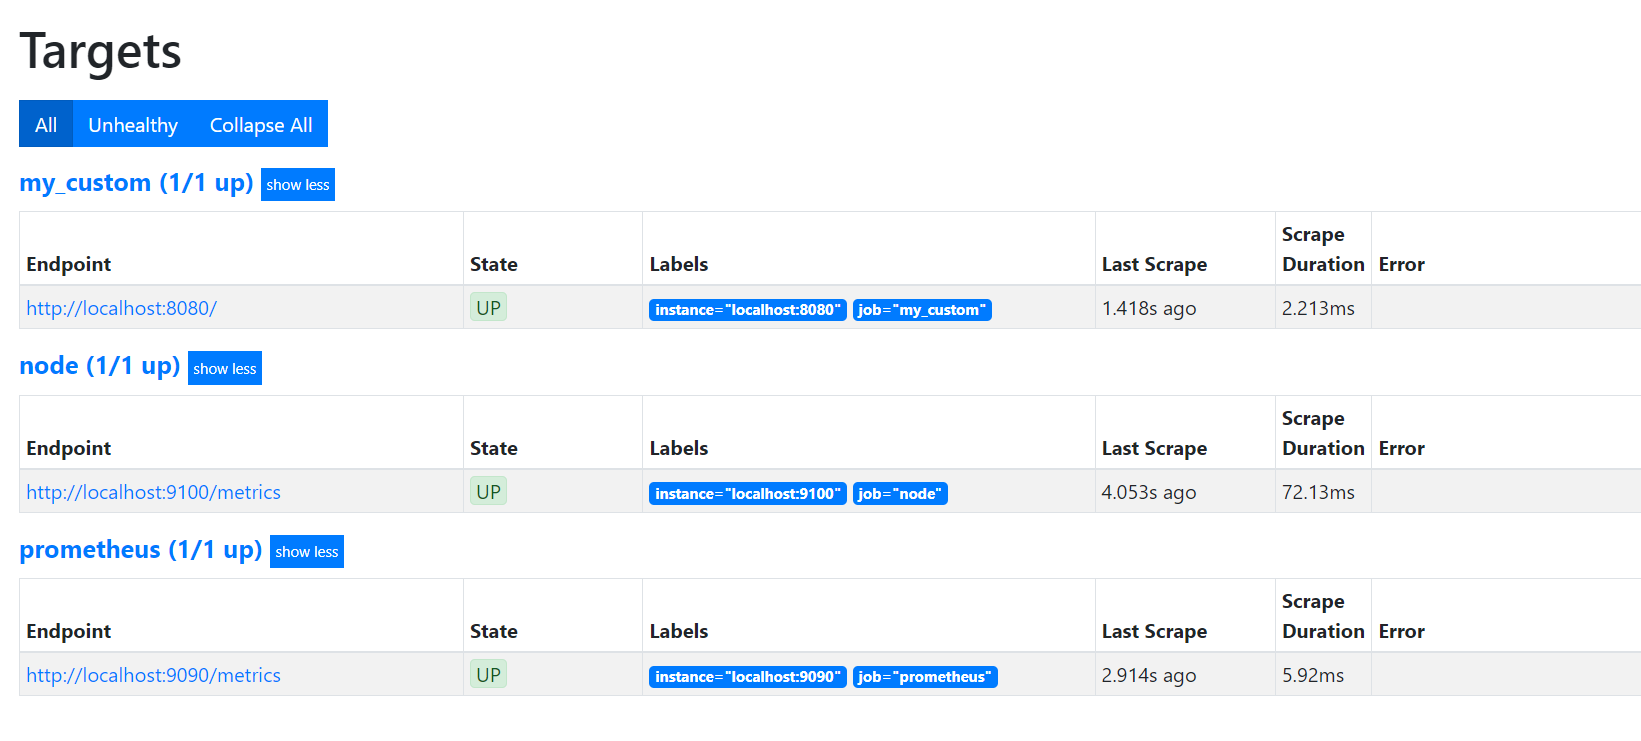 Targets
All Unhealthy Collapse All
my_custom (1/1 up) show less
Endpoint State Labels Last Scrape Scrape Duration Error
http://localhost:8080/ UP instance="localhost:8080" job="my_custom" 1.418s ago 2.213ms
node (1/1 up) show less
Endpoint State Labels Last Scrape Scrape Duration Error
http://localhost:9100/metrics UP instance="localhost:9100" job="node" 4.053s ago 72.13ms
prometheus (1/1 up) show less
Endpoint State Labels Last Scrape Scrape Duration Error
http://localhost:9090/metrics UP instance="localhost:9090" job="prometheus" 2.914s ago 5.92ms